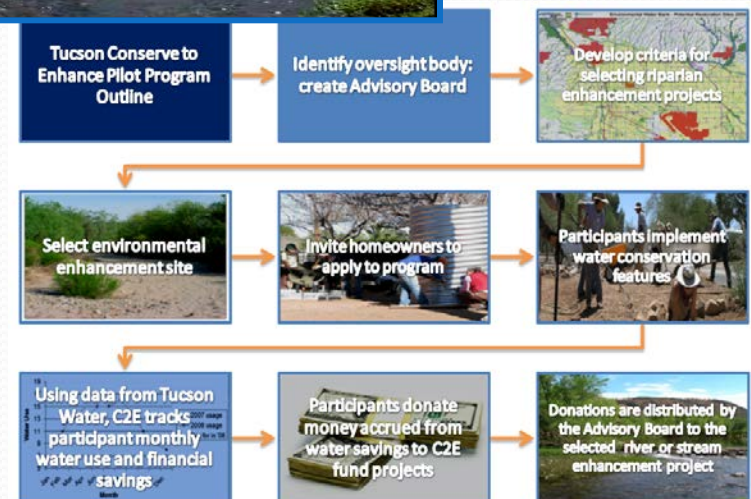 Tucson Conserve to
Enhance Pilot Program
Outline
Identify oversight body:
create Advisory Board
Develop criteria for
selecting riparian
enhancement projects
Select environmental
enhancement site
Invite homeowners to
apply to program
Participants implement
water conservation
features
Using data from Tucson
Water, C2E tracks
participant monthly
water use and financial
savings
Participants donate
money accrued from
water savings to C2E
fund projects
Donations are distributed by
the Advisory Board to the
selected river or stream
enhancement project